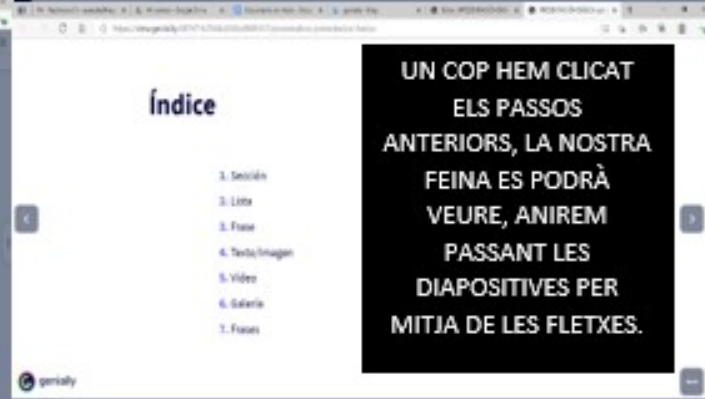 Índice
1. Sección
2. Lista
3. Frase
4. Texto/Imagen
5. Vídeo
6. Galería
7. Frases
genially
UN COP HEM CLICAT
ELS PASSOS
ANTERIORS, LA NOSTRA
FEINA ES PODRÀ
VEURE, ANIREM
PASSANT LES
DIAPOSITIVES PER
MITJA DE LES FLETXES.